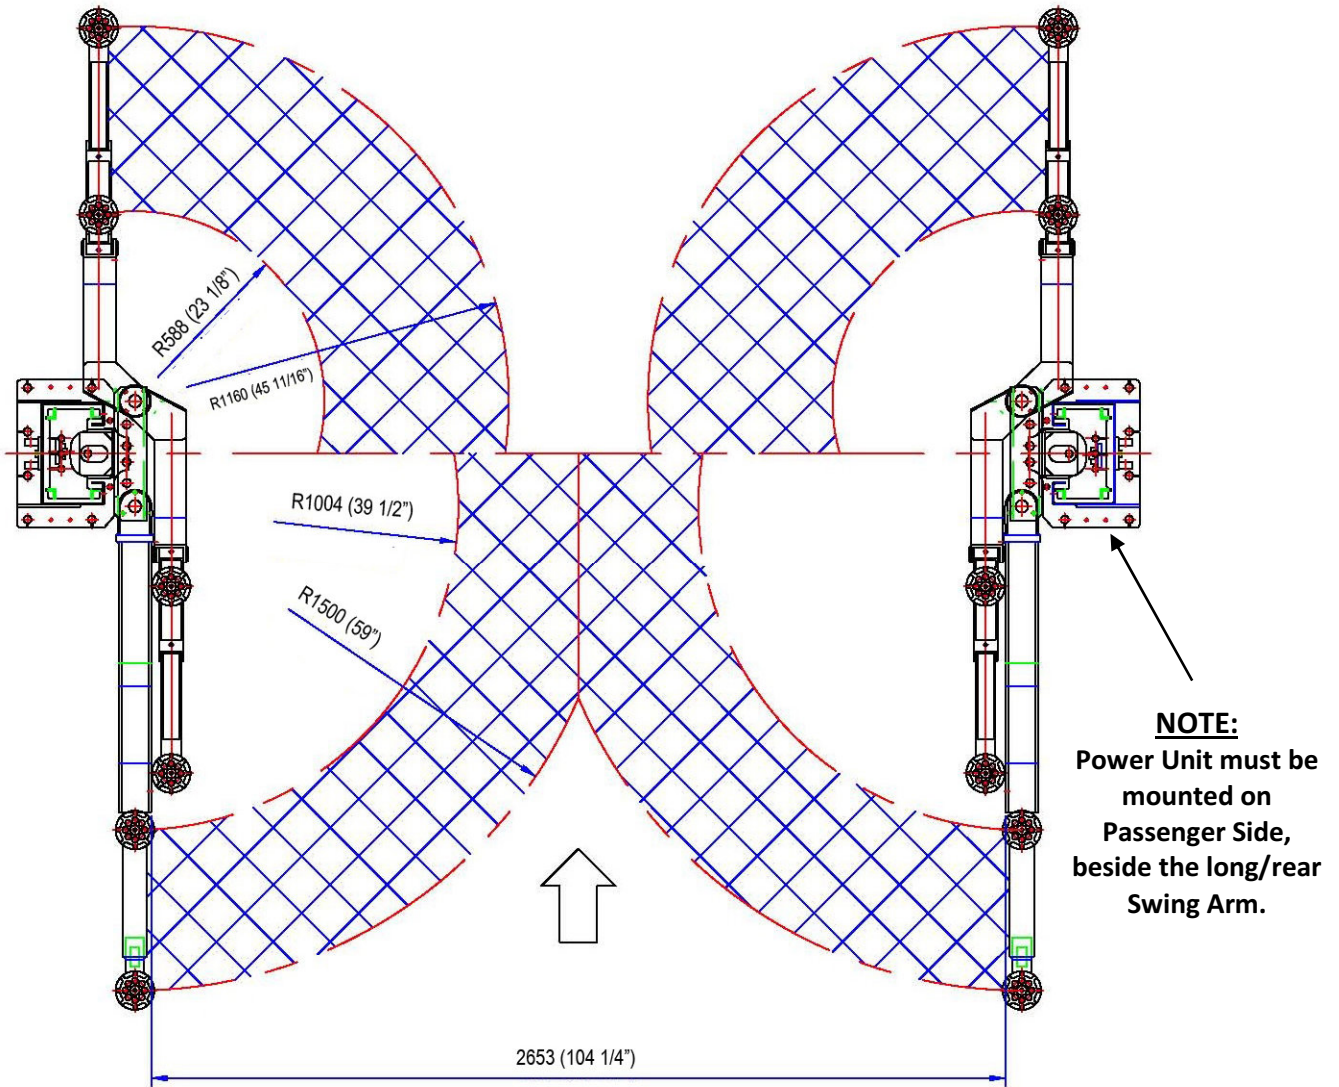 R588 (23 1/8”)
R1160 (45 11/16”)
R1004 (39 1/2”)
R1500 (59”)
NOTE:
Power Unit must be
mounted on
Passenger Side,
beside the long/rear
Swing Arm.
2653 (104 1/4”)